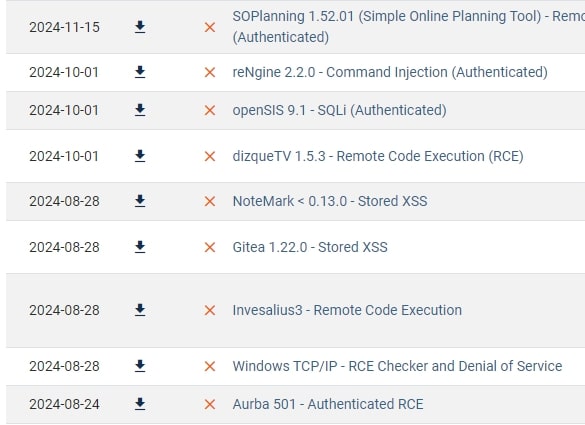 2024-11-15 SOPlanning 1.52.01 (Simple Online Planning Tool) -
(Authenticated)
2024-10-01 reNgine 2.2.0 - Command Injection (Authenticated)
2024-10-01 openSIS 9.1 - SQLi (Authenticated)
2024-10-01 dizqueTV 1.5.3 - Remote Code Execution (RCE)
2024-08-28 NoteMark < 0.13.0 - Stored XSS
2024-08-28 Gitea 1.22.0 - Stored XSS
2024-08-28 Invesalius3 - Remote Code Execution
2024-08-28 Windows TCP/IP - RCE Checker and Denial of Service
2024-08-24 Aurba 501 - Authenticated RCE